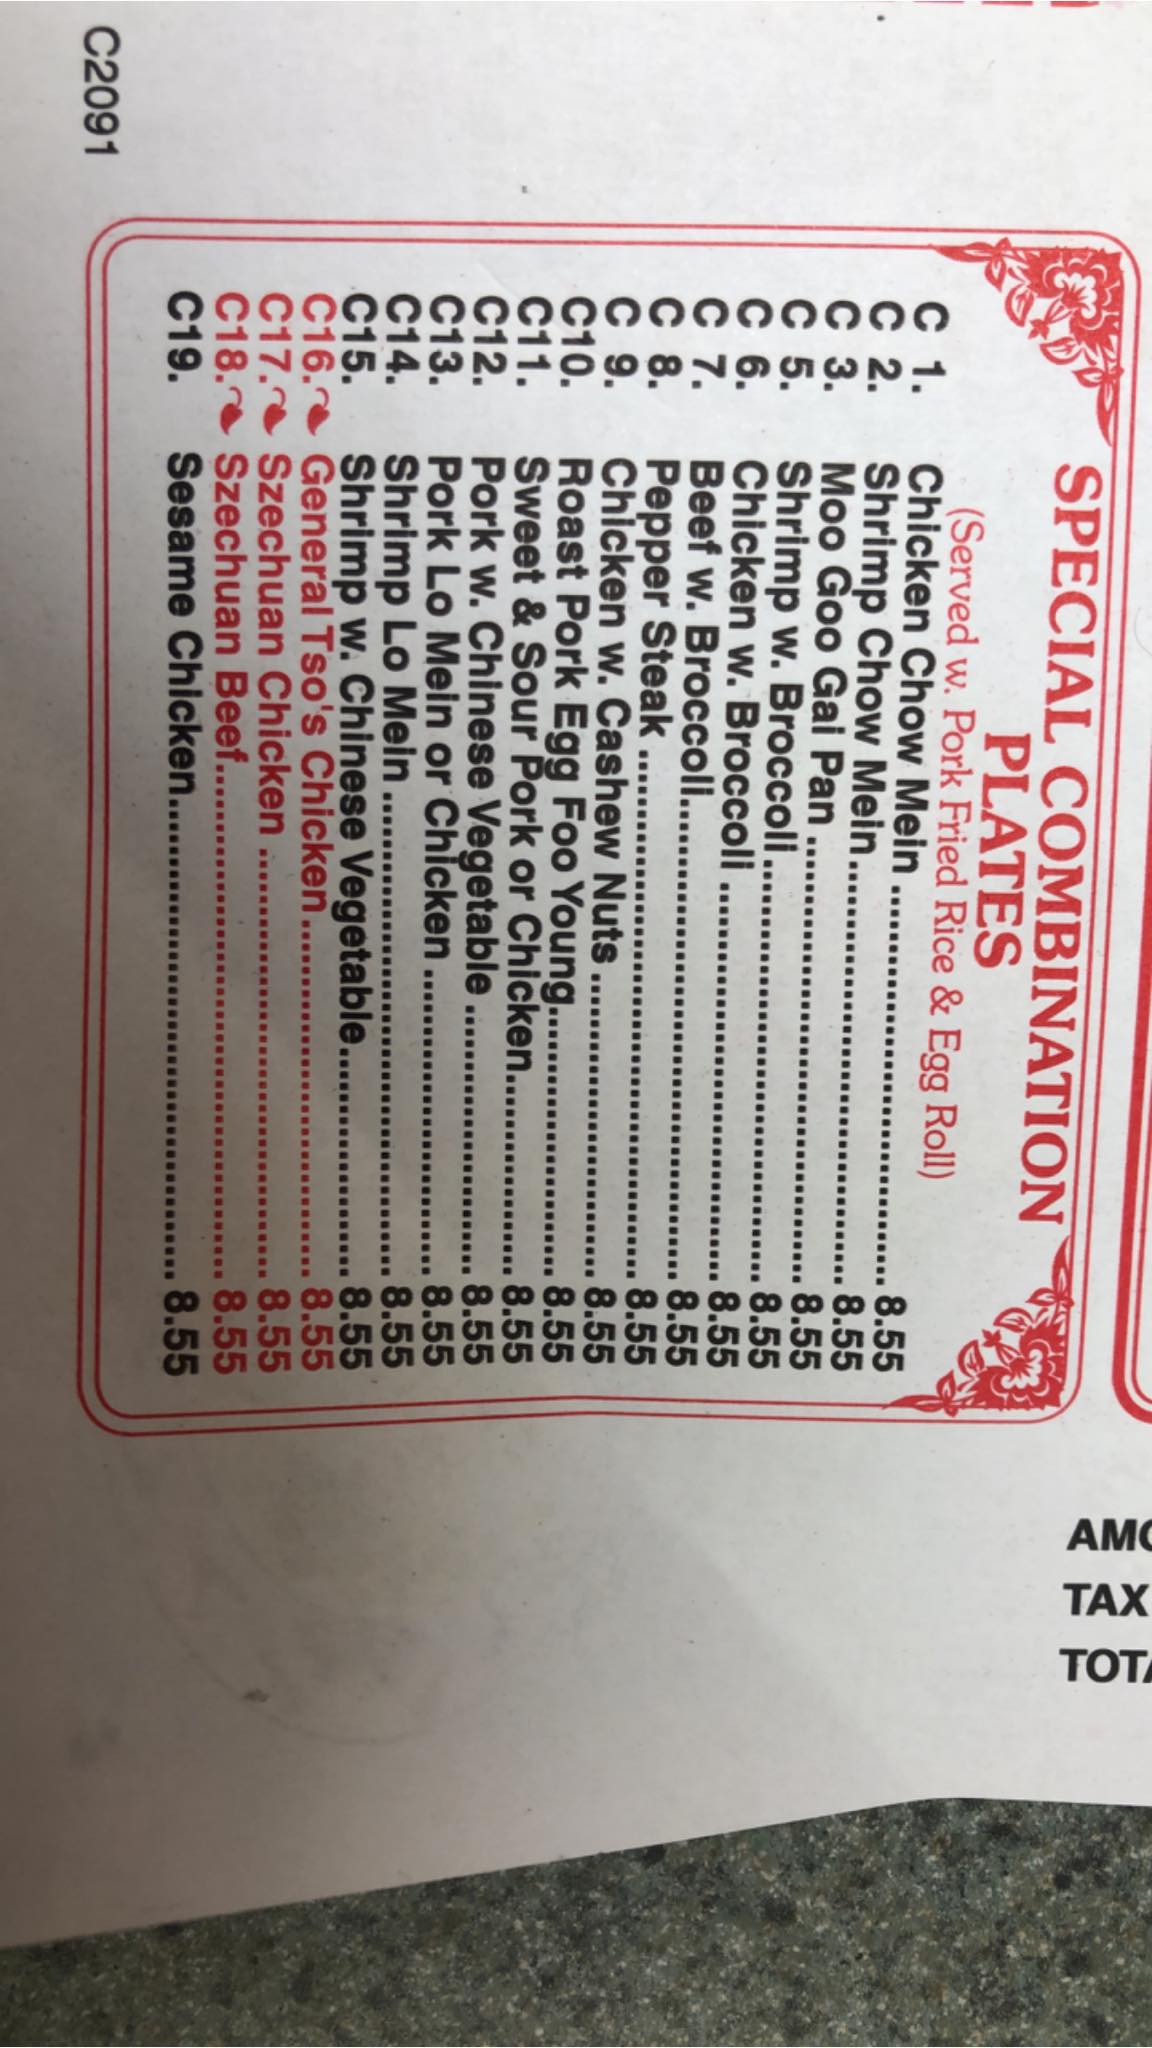 SPECIAL COMBINATION
PLATES
(Served w. Pork Fried Rice & Egg Roll)
C 1. Chicken Chow Mein ........ 8.55
C 2. Shrimp Chow Mein ........ 8.55
C 3. Moo Goo Gai Pan ........ 8.55
C 5. Shrimp w. Broccoli ........ 8.55
C 6. Chicken w. Broccoli ........ 8.55
C 7. Beef w. Broccoli ........ 8.55
C 8. Pepper Steak ........ 8.55
C 9. Chicken w. Cashew Nuts ........ 8.55
C10. Roast Pork Egg Foo Young ........ 8.55
C11. Sweet & Sour Pork or Chicken ........ 8.55
C12. Pork w. Chinese Vegetable ........ 8.55
C13. Pork Lo Mein or Chicken ........ 8.55
C14. Shrimp Lo Mein ........ 8.55
C15. Shrimp w. Chinese Vegetable ........ 8.55
C16. General Tso's Chicken ........ 8.55
C17. Szechuan Chicken ........ 8.55
C18. Szechuan Beef ........ 8.55
C19. Sesame Chicken ........ 8.55
C2091
TAX